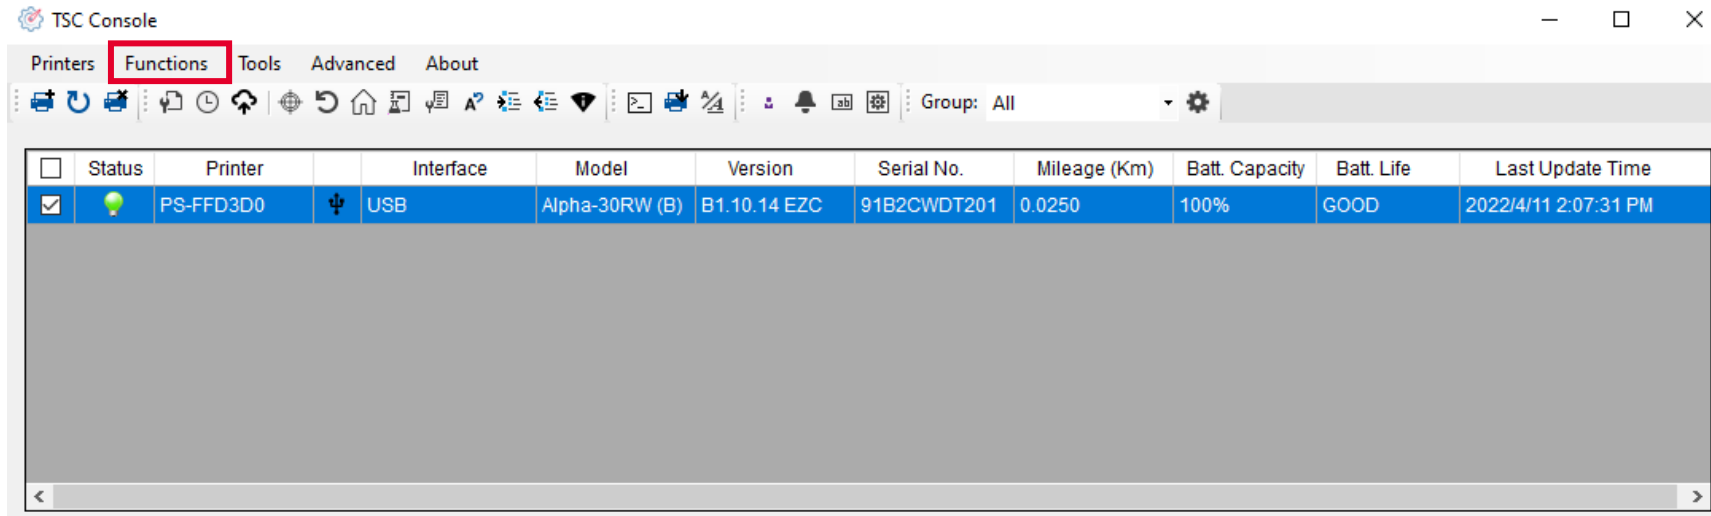 TSC Console
Printers Functions Tools Advanced About
Group: All
Status Printer Interface Model Version Serial No. Mileage (Km) Batt. Capacity Batt. Life Last Update Time
PS-FFD3D0 USB Alpha-30RW (B) B1.10.14 EZC 91B2CWDT201 0.0250 100% GOOD 2022/4/11 2:07:31 PM